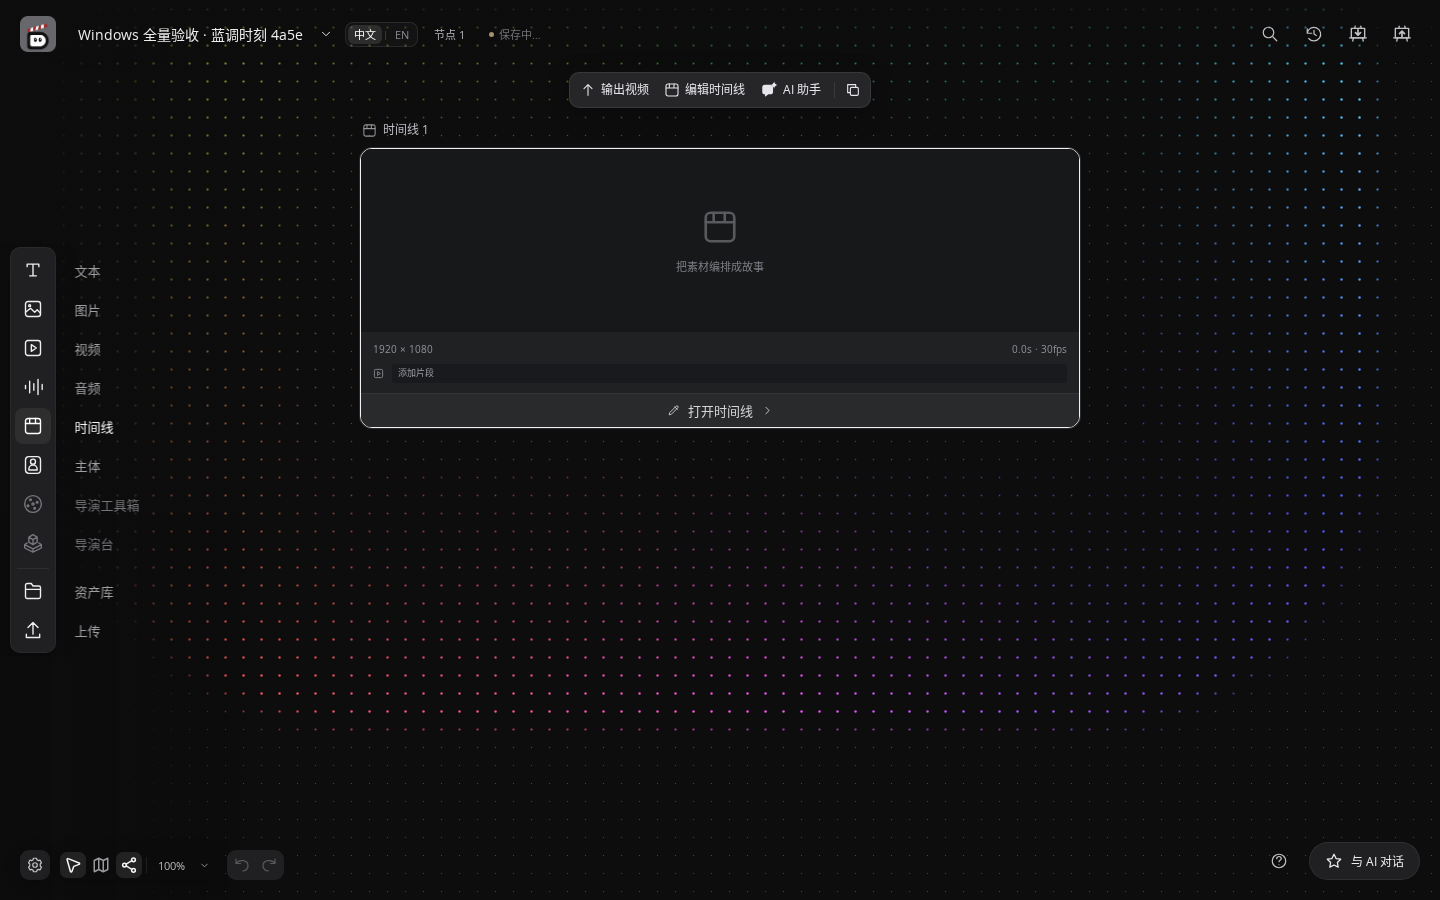 Windows 全量验收 · 蓝调时刻 4a5e
中文 EN
节点 1
保存中...
输出视频
编辑时间线
AI 助手
时间线 1
把素材编排成故事
1920 × 1080
0.0s · 30fps
添加片段
打开时间线
文本
图片
视频
音频
时间线
主体
导演工具箱
导演台
资产库
上传
100%
与 AI 对话